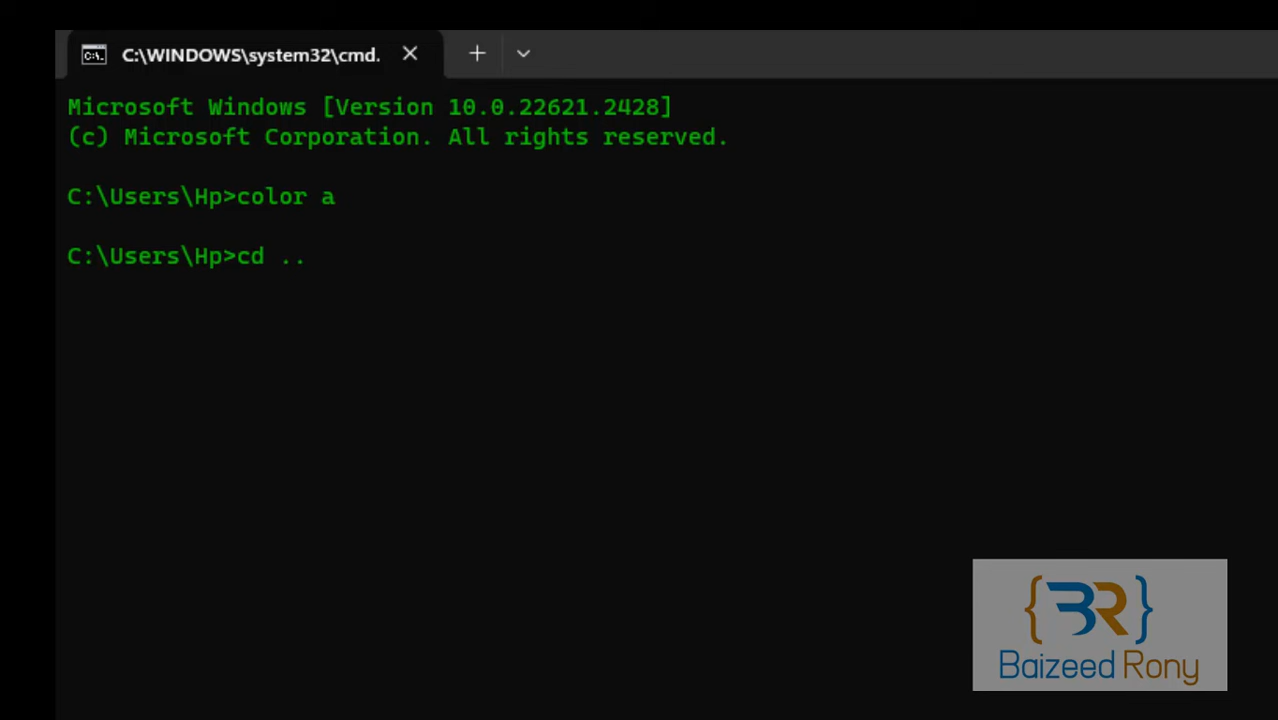 C:\WINDOWS\system32\cmd.
Microsoft Windows [Version 10.0.22621.2428]
(c) Microsoft Corporation. All rights reserved.
C:\Users\Hp>color a
C:\Users\Hp>cd ..
{BR}
Baizeed Rony